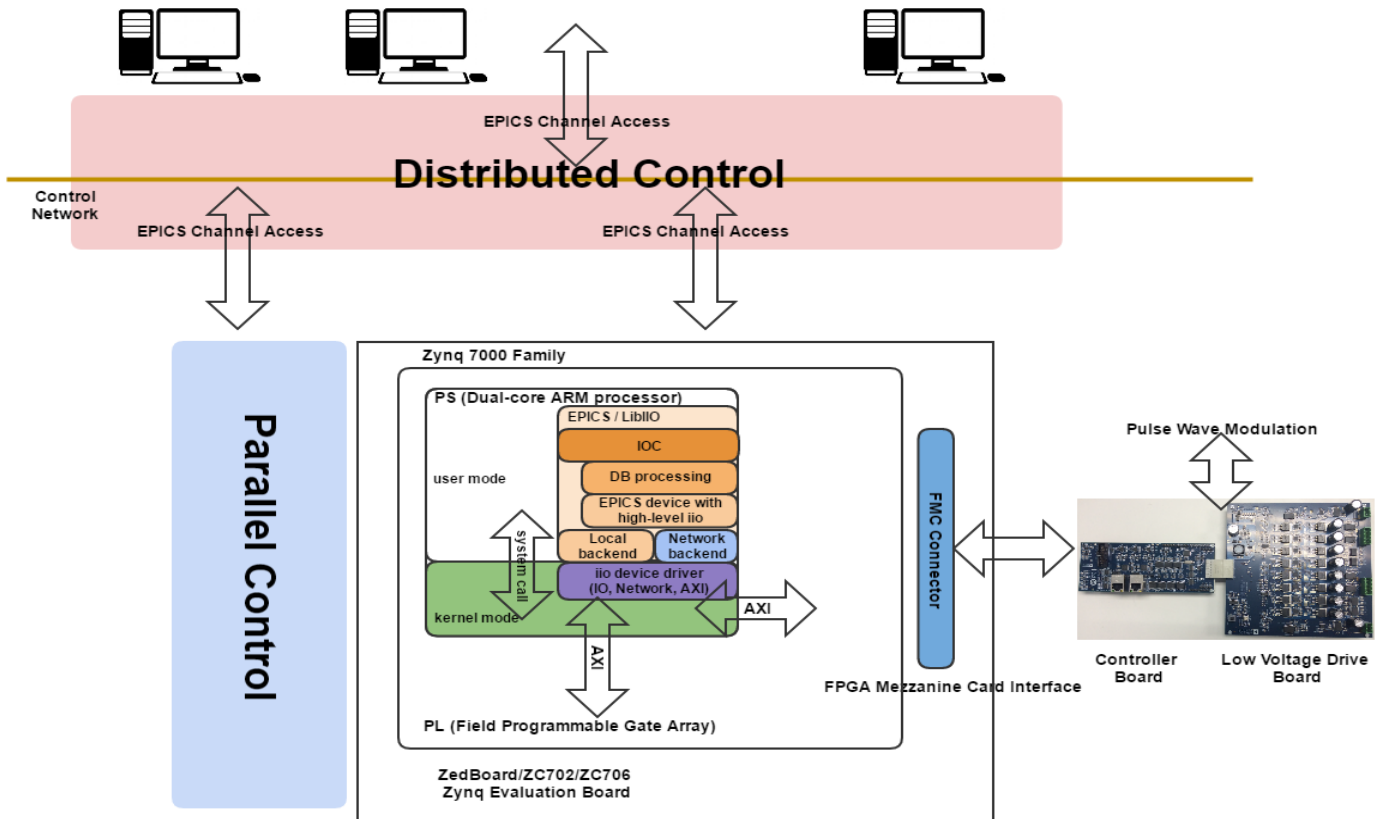 EPICS Channel Access
Distributed Control
Control
Network
EPICS Channel Access
EPICS Channel Access
Parallel Control
Zynq 7000 Family
PS (Dual-core ARM processor)
EPICS / LibIIO
IOC
user mode
DB processing
EPICS device with
high-level iio
Local
backend
Network
backend
system call
iio device driver
(IO, Network, AXI)
kernel mode
AXI
AXI
PL (Field Programmable Gate Array)
FMC Connector
FPGA Mezzanine Card Interface
ZedBoard/ZC702/ZC706
Zynq Evaluation Board
Pulse Wave Modulation
Controller
Board
Low Voltage Drive
Board